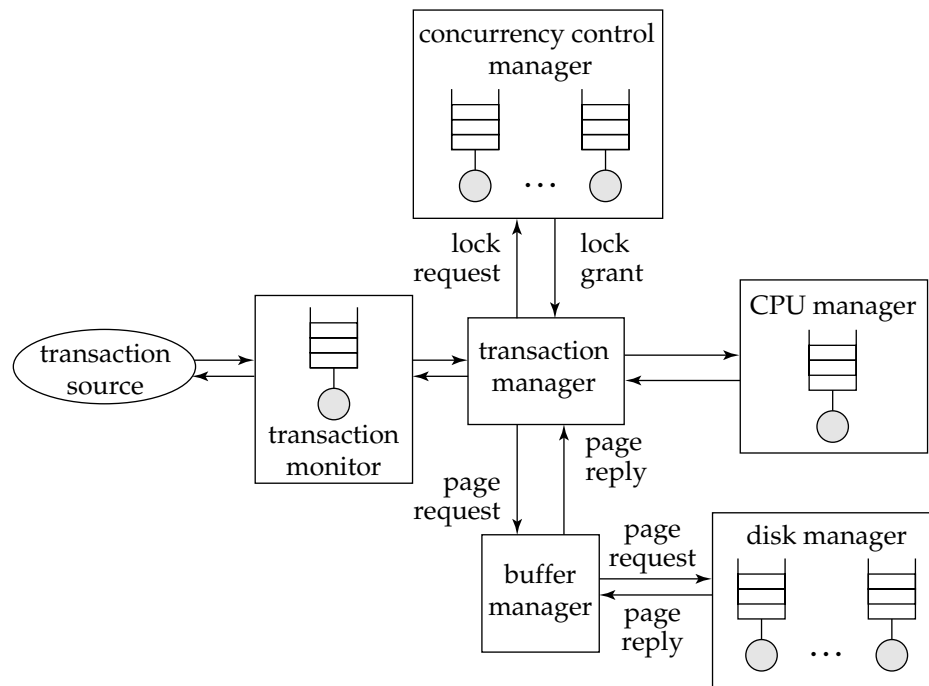 concurrency control
manager
...
lock
request
lock
grant
CPU manager
transaction
source
transaction
monitor
transaction
manager
page
request
page
reply
buffer
manager
page
request
page
reply
disk manager
...